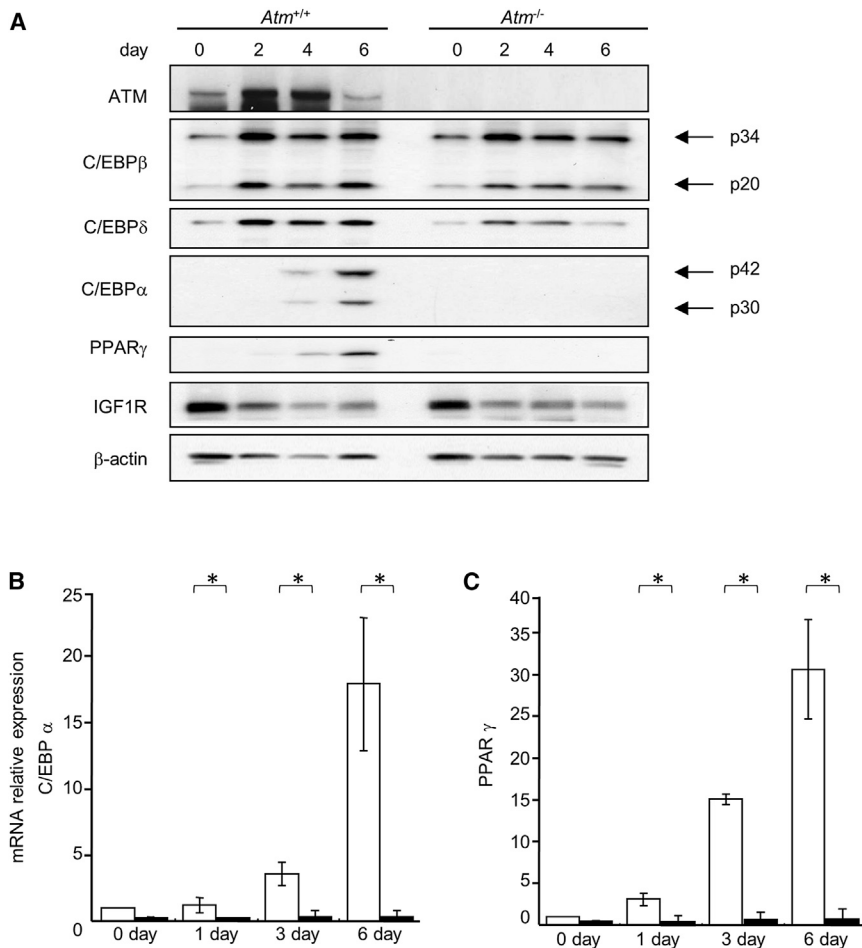 A
Atm+/+ Atm-/-
day 0 2 4 6 0 2 4 6
ATM
C/EBPβ
p34
p20
C/EBPδ
C/EBPα
p42
p30
PPARγ
IGF1R
β-actin
B
mRNA relative expression
C/EBP α
25
20
15
10
5
0
* * *
0 day 1 day 3 day 6 day
C
PPAR γ
40
35
30
25
20
15
10
5
0
* * *
0 day 1 day 3 day 6 day